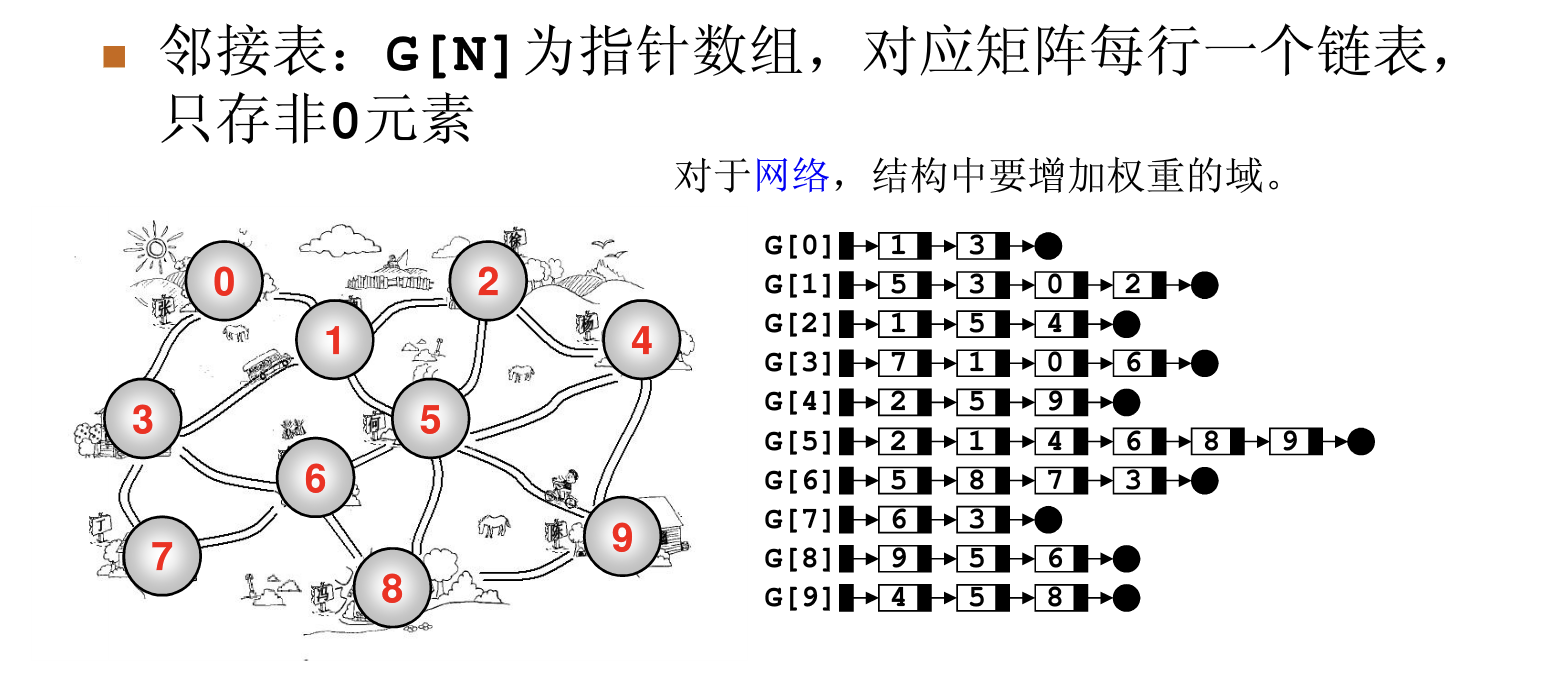 邻接表：G[N]为指针数组，对应矩阵每行一个链表，
只存非0元素
对于网络，结构中要增加权重的域。
0
2
1
4
3
5
6
9
7
8
G[0] 1 3
G[1] 5 3 0 2
G[2] 1 5 4
G[3] 7 1 0 6
G[4] 2 5 9
G[5] 2 1 4 6 8 9
G[6] 5 8 7 3
G[7] 6 3
G[8] 9 5 6
G[9] 4 5 8